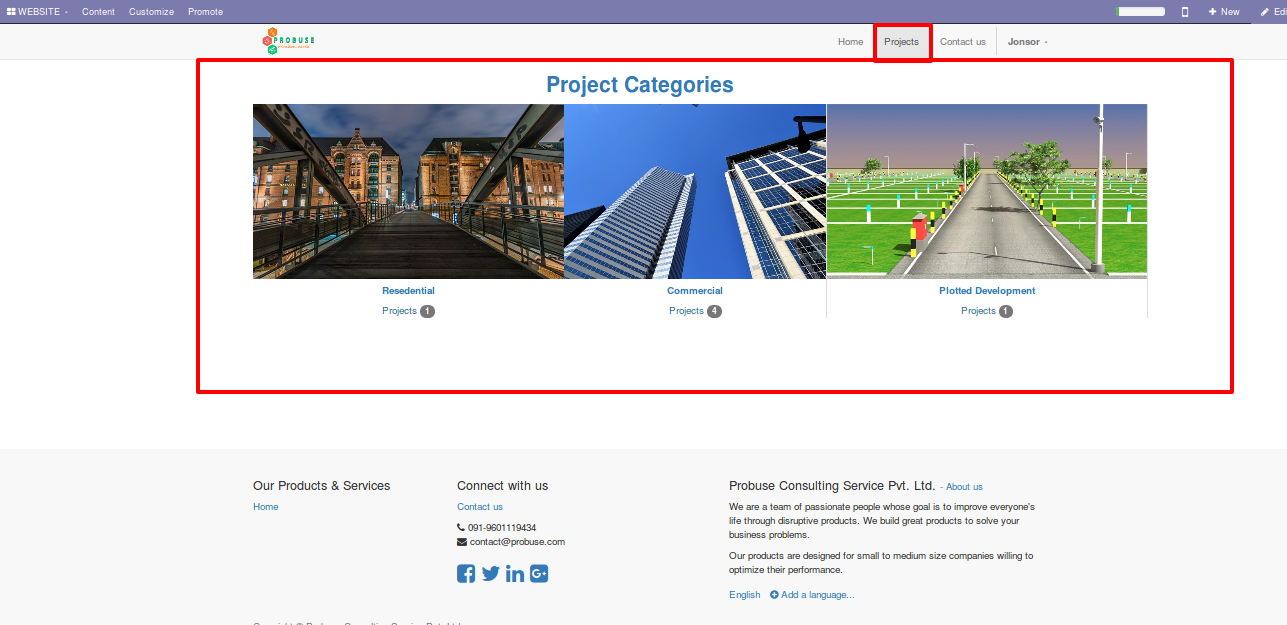 WEBSITE Content Customize Promote New Edi
PROBUSE Home Projects Contact us Jonsor
Project Categories
Resedential
Projects 1
Commercial
Projects 4
Plotted Development
Projects 1
Our Products & Services
Home
Connect with us
Contact us
091-9601119434
contact@probuse.com
Probuse Consulting Service Pvt. Ltd. - About us
We are a team of passionate people whose goal is to improve everyone's
life through disruptive products. We build great products to solve your
business problems.
Our products are designed for small to medium size companies willing to
optimize their performance.
English Add a language...